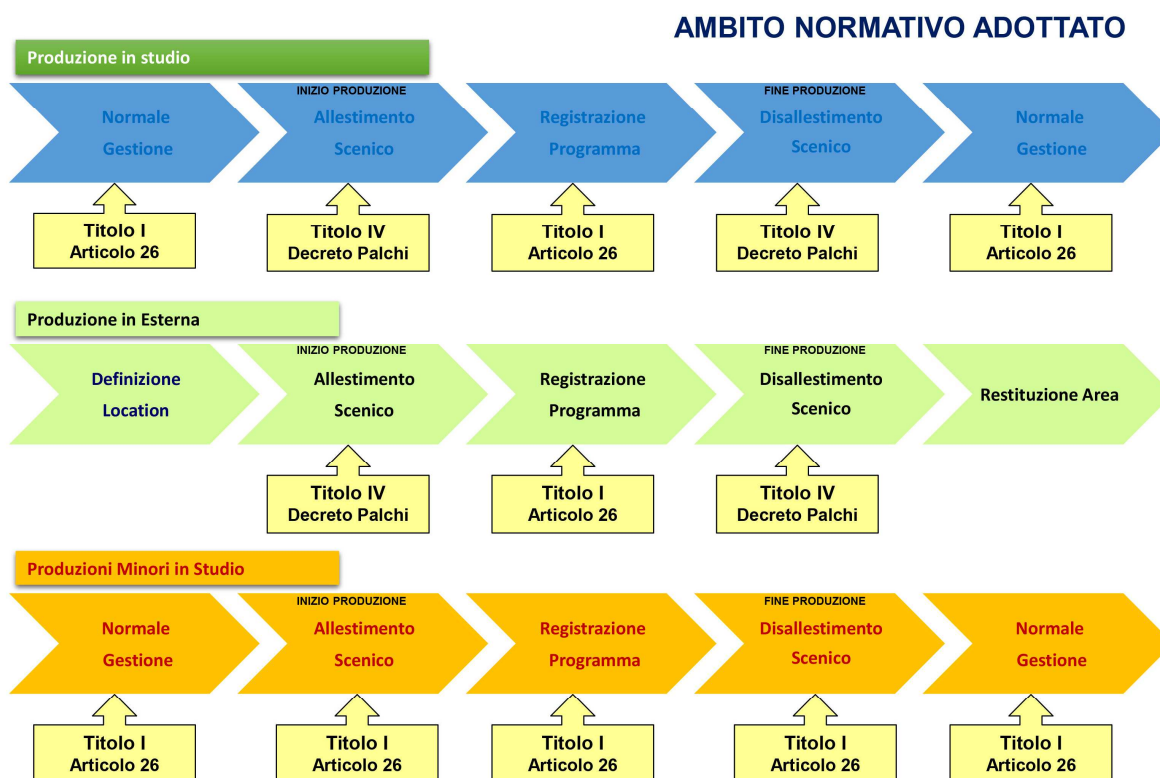 AMBITO NORMATIVO ADOTTATO
Produzione in studio
Normale
Gestione
INIZIO PRODUZIONE
Allestimento
Scenico
Registrazione
Programma
FINE PRODUZIONE
Disallestimento
Scenico
Normale
Gestione
Titolo I
Articolo 26
Titolo IV
Decreto Palchi
Titolo I
Articolo 26
Titolo IV
Decreto Palchi
Titolo I
Articolo 26
Produzione in Esterna
Definizione
Location
INIZIO PRODUZIONE
Allestimento
Scenico
Registrazione
Programma
FINE PRODUZIONE
Disallestimento
Scenico
Restituzione Area
Titolo IV
Decreto Palchi
Titolo I
Articolo 26
Titolo IV
Decreto Palchi
Produzioni Minori in Studio
Normale
Gestione
INIZIO PRODUZIONE
Allestimento
Scenico
Registrazione
Programma
FINE PRODUZIONE
Disallestimento
Scenico
Normale
Gestione
Titolo I
Articolo 26
Titolo I
Articolo 26
Titolo I
Articolo 26
Titolo I
Articolo 26
Titolo I
Articolo 26